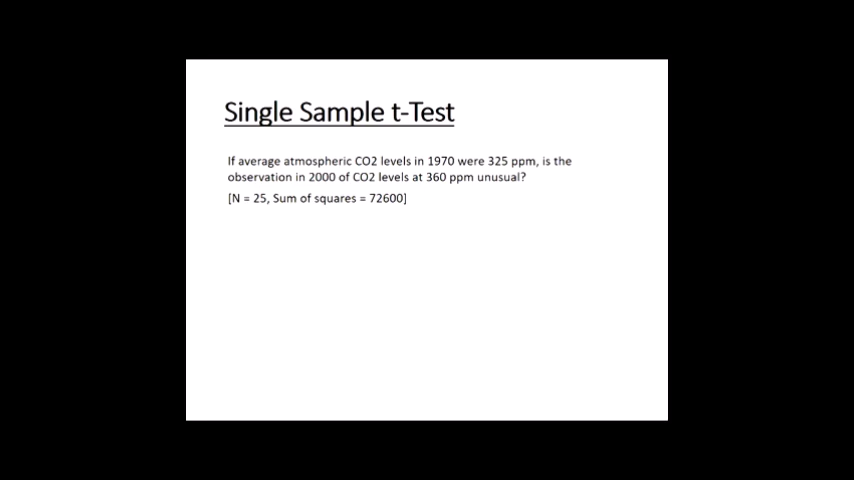 Single Sample t-Test
If average atmospheric CO2 levels in 1970 were 325 ppm, is the
observation in 2000 of CO2 levels at 360 ppm unusual?
[N = 25, Sum of squares = 72600]